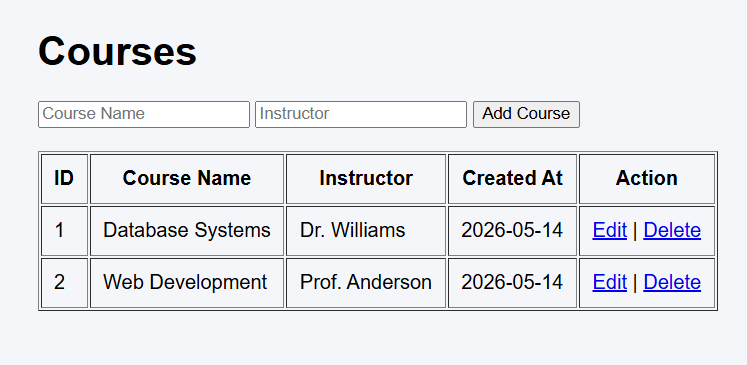 Courses
Course Name Instructor Add Course
ID Course Name Instructor Created At Action
1 Database Systems Dr. Williams 2026-05-14 Edit | Delete
2 Web Development Prof. Anderson 2026-05-14 Edit | Delete